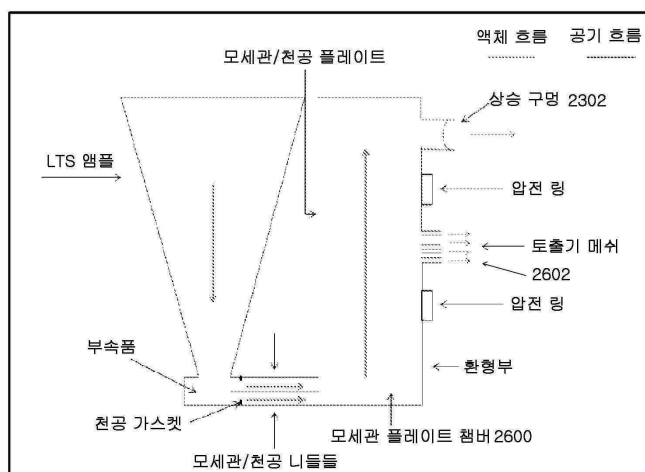 액체 흐름 공기 흐름
모세관/천공 플레이트
상승 구멍 2302
LTS 앰플
압전 링
토출기 메쉬
2602
압전 링
부속품
환형부
천공 가스켓
모세관 플레이트 챔버 2600
모세관/천공 니들들